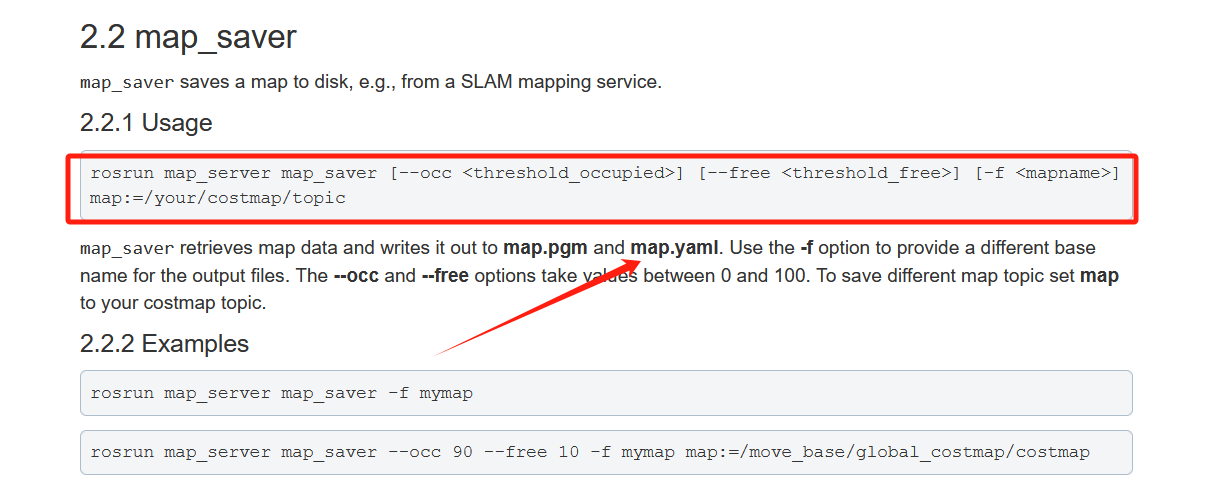 2.2 map_saver
map_saver saves a map to disk, e.g., from a SLAM mapping service.
2.2.1 Usage
rosrun map_server map_saver [--occ <threshold_occupied>] [--free <threshold_free>] [-f <mapname>]
map:=/your/costmap/topic
map_saver retrieves map data and writes it out to map.pgm and map.yaml. Use the -f option to provide a different base
name for the output files. The --occ and --free options take values between 0 and 100. To save different map topic set map
to your costmap topic.
2.2.2 Examples
rosrun map_server map_saver -f mymap
rosrun map_server map_saver --occ 90 --free 10 -f mymap map:=/move_base/global_costmap/costmap